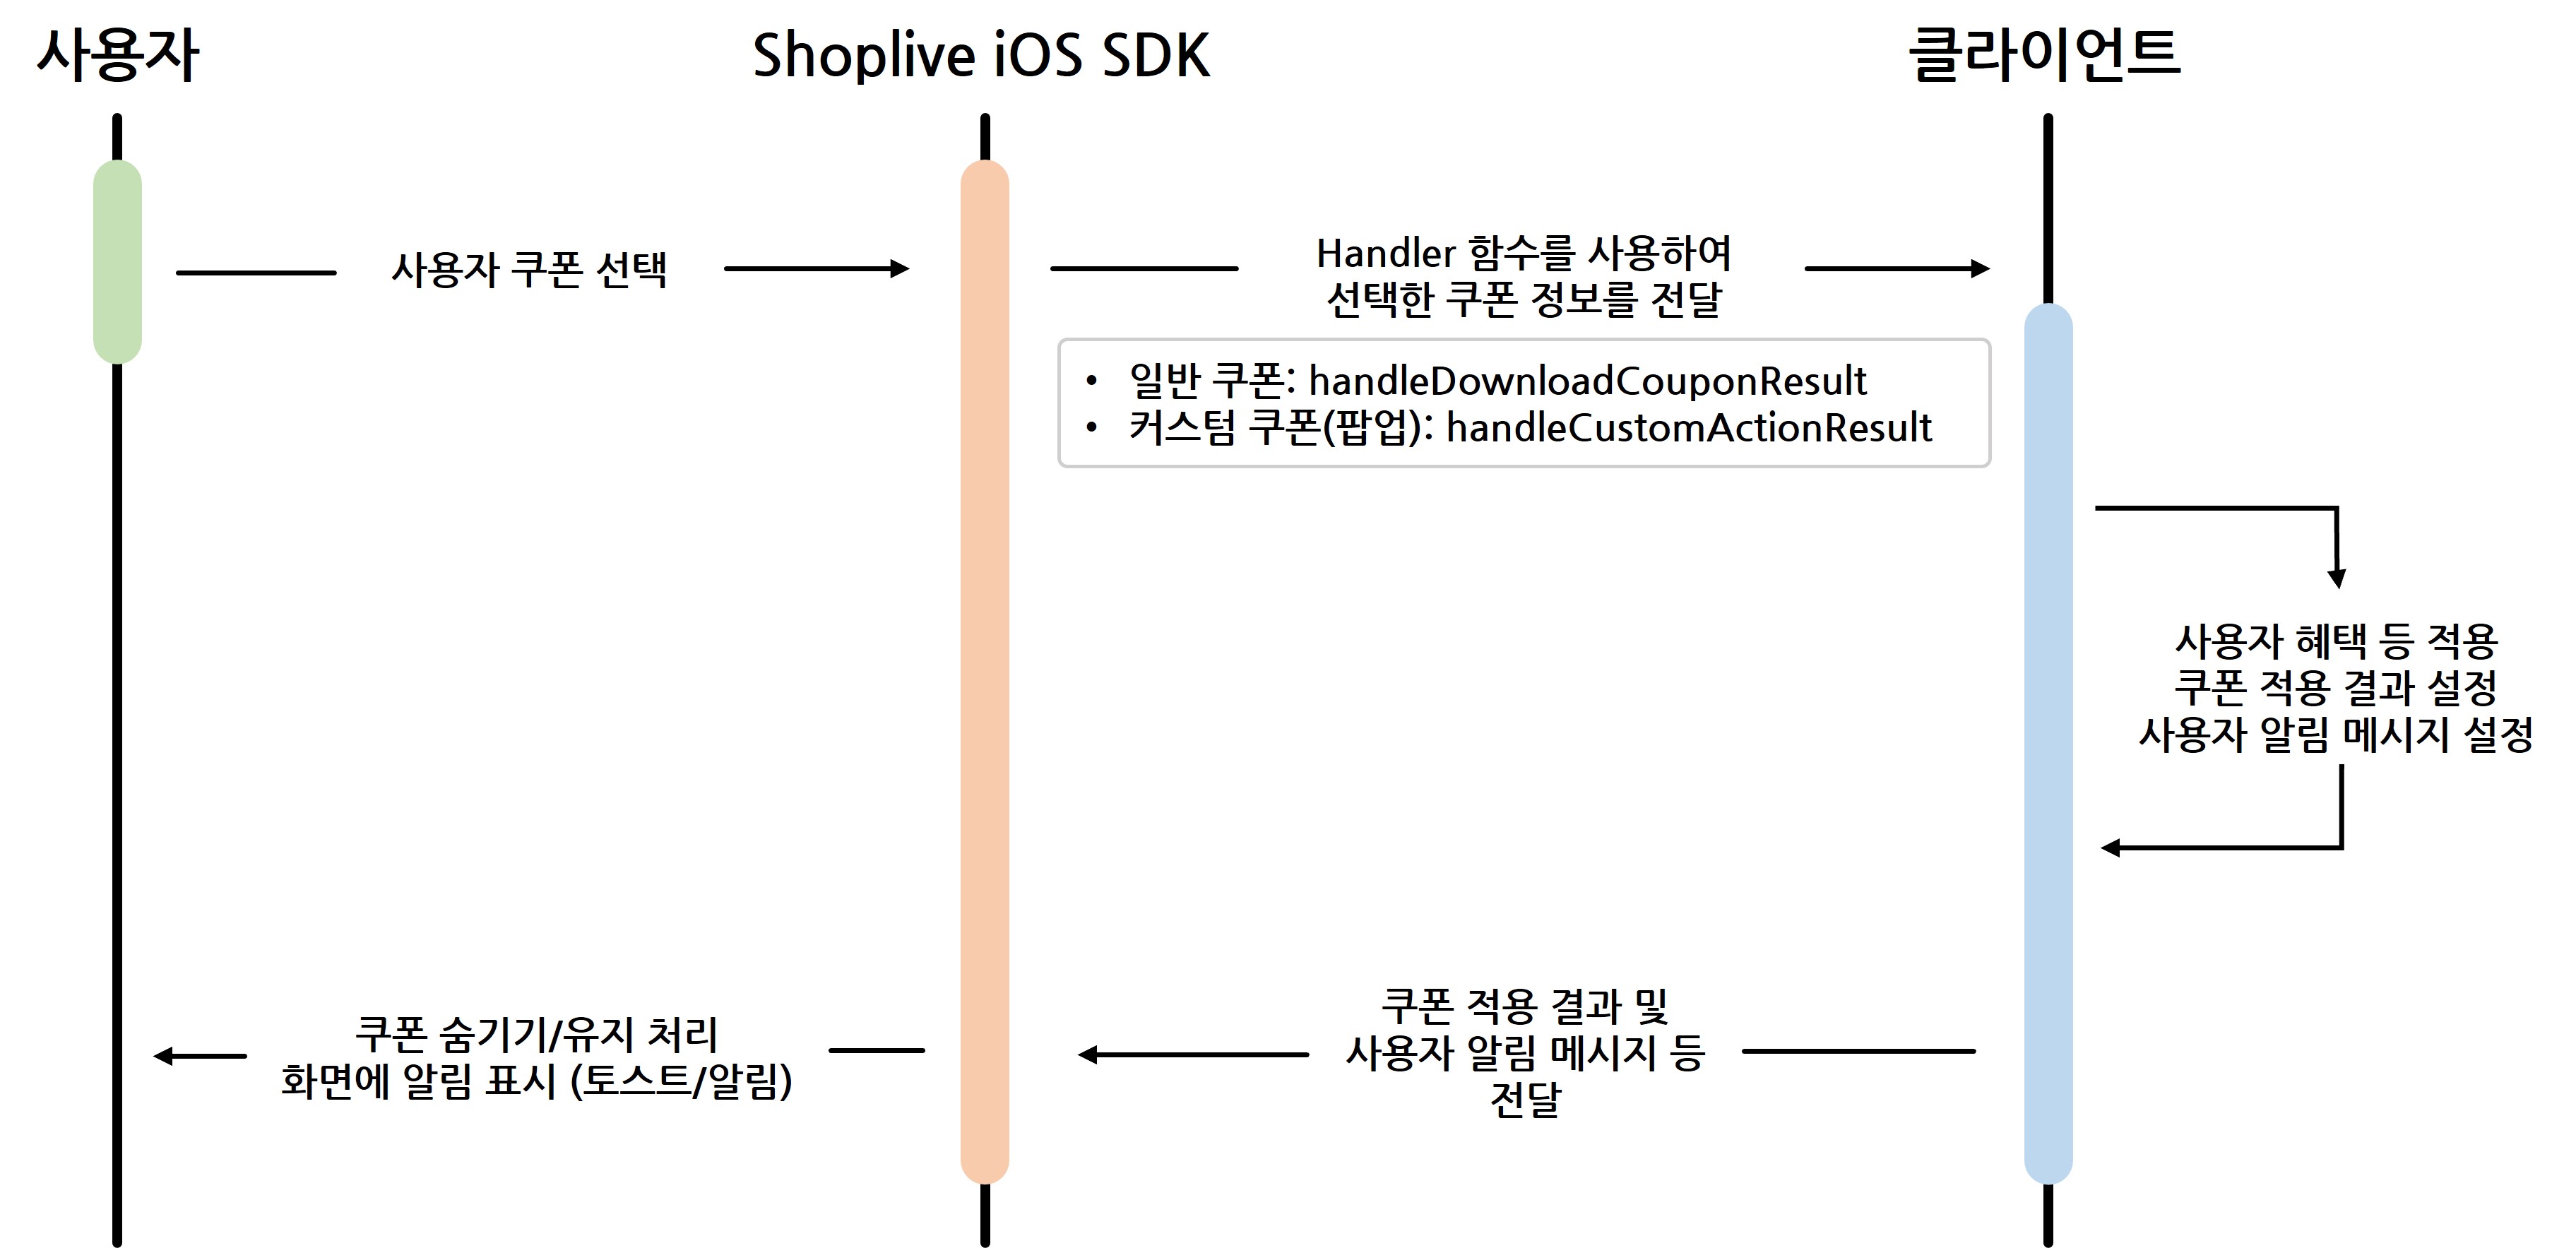 사용자
Shoplive iOS SDK
클라이언트
사용자 쿠폰 선택
Handler 함수를 사용하여
선택한 쿠폰 정보를 전달
• 일반 쿠폰: handleDownloadCouponResult
• 커스텀 쿠폰(팝업): handleCustomActionResult
사용자 혜택 등 적용
쿠폰 적용 결과 설정
사용자 알림 메시지 설정
쿠폰 적용 결과 및
사용자 알림 메시지 등
전달
쿠폰 숨기기/유지 처리
화면에 알림 표시 (토스트/알림)